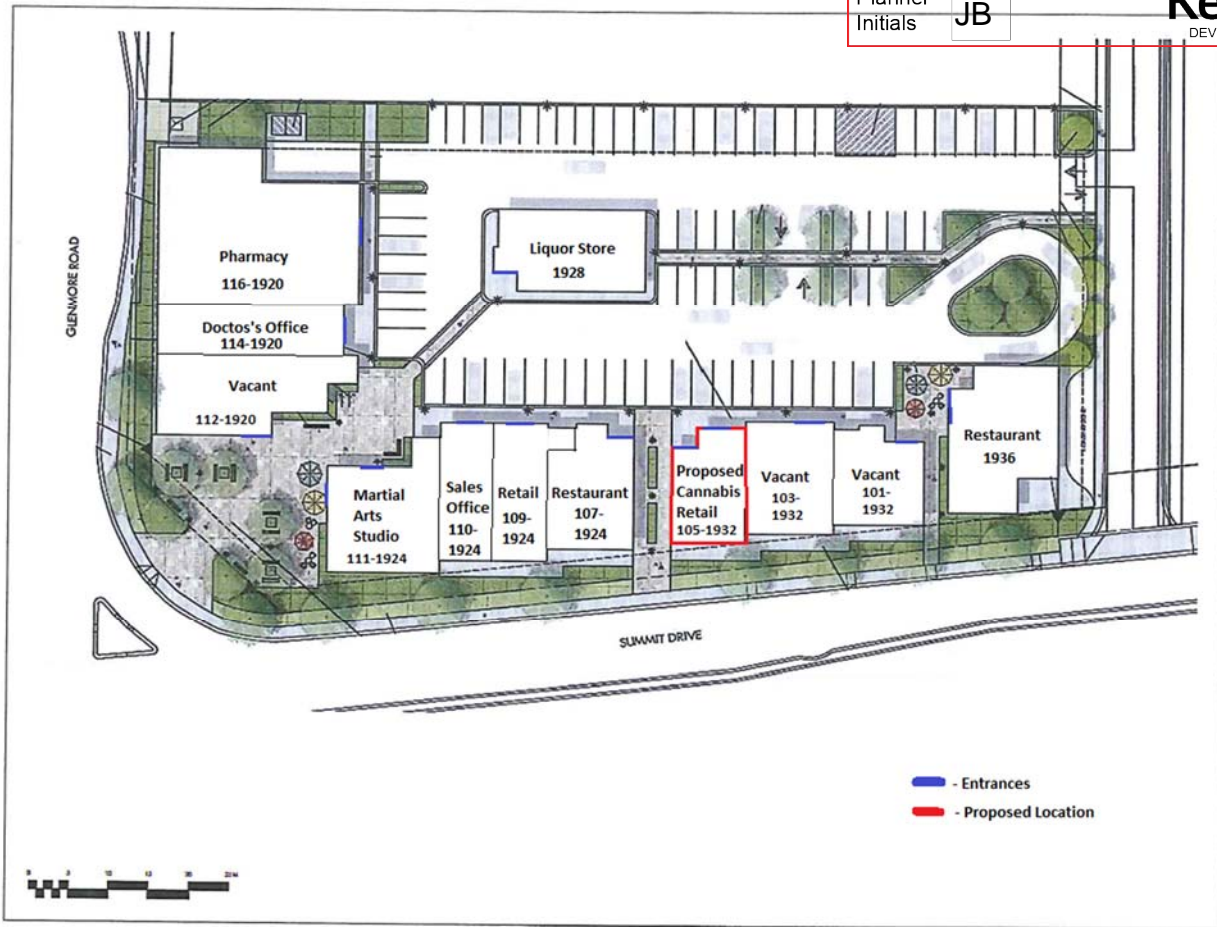 Planner
Initials
JB
Ke
DEV
GLENMORE ROAD
Pharmacy
116-1920
Doctos's Office
114-1920
Vacant
112-1920
Liquor Store
1928
Martial
Arts
Studio
111-1924
Sales
Office
110-
1924
Retail
109-
1924
Restaurant
107-
1924
Proposed
Cannabis
Retail
105-1932
Vacant
103-
1932
Vacant
101-
1932
Restaurant
1936
SUMMIT DRIVE
- Entrances
- Proposed Location